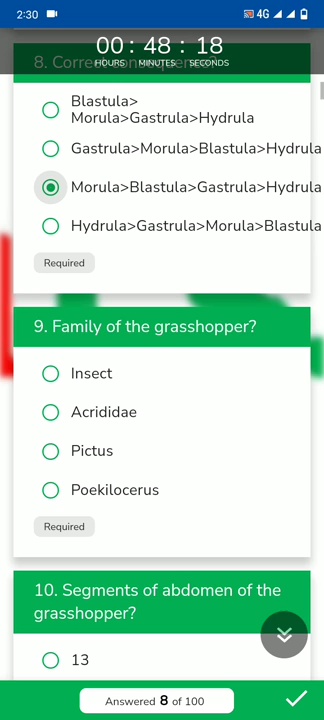 2:30
4G
00 : 48 : 18
HOURS MINUTES SECONDS
8. Correct consequence?
Blastula>
Morula>Gastrula>Hydrula
Gastrula>Morula>Blastula>Hydrula
Morula>Blastula>Gastrula>Hydrula
Hydrula>Gastrula>Morula>Blastula
Required
9. Family of the grasshopper?
Insect
Acrididae
Pictus
Poekilocerus
Required
10. Segments of abdomen of the
grasshopper?
13
Answered 8 of 100